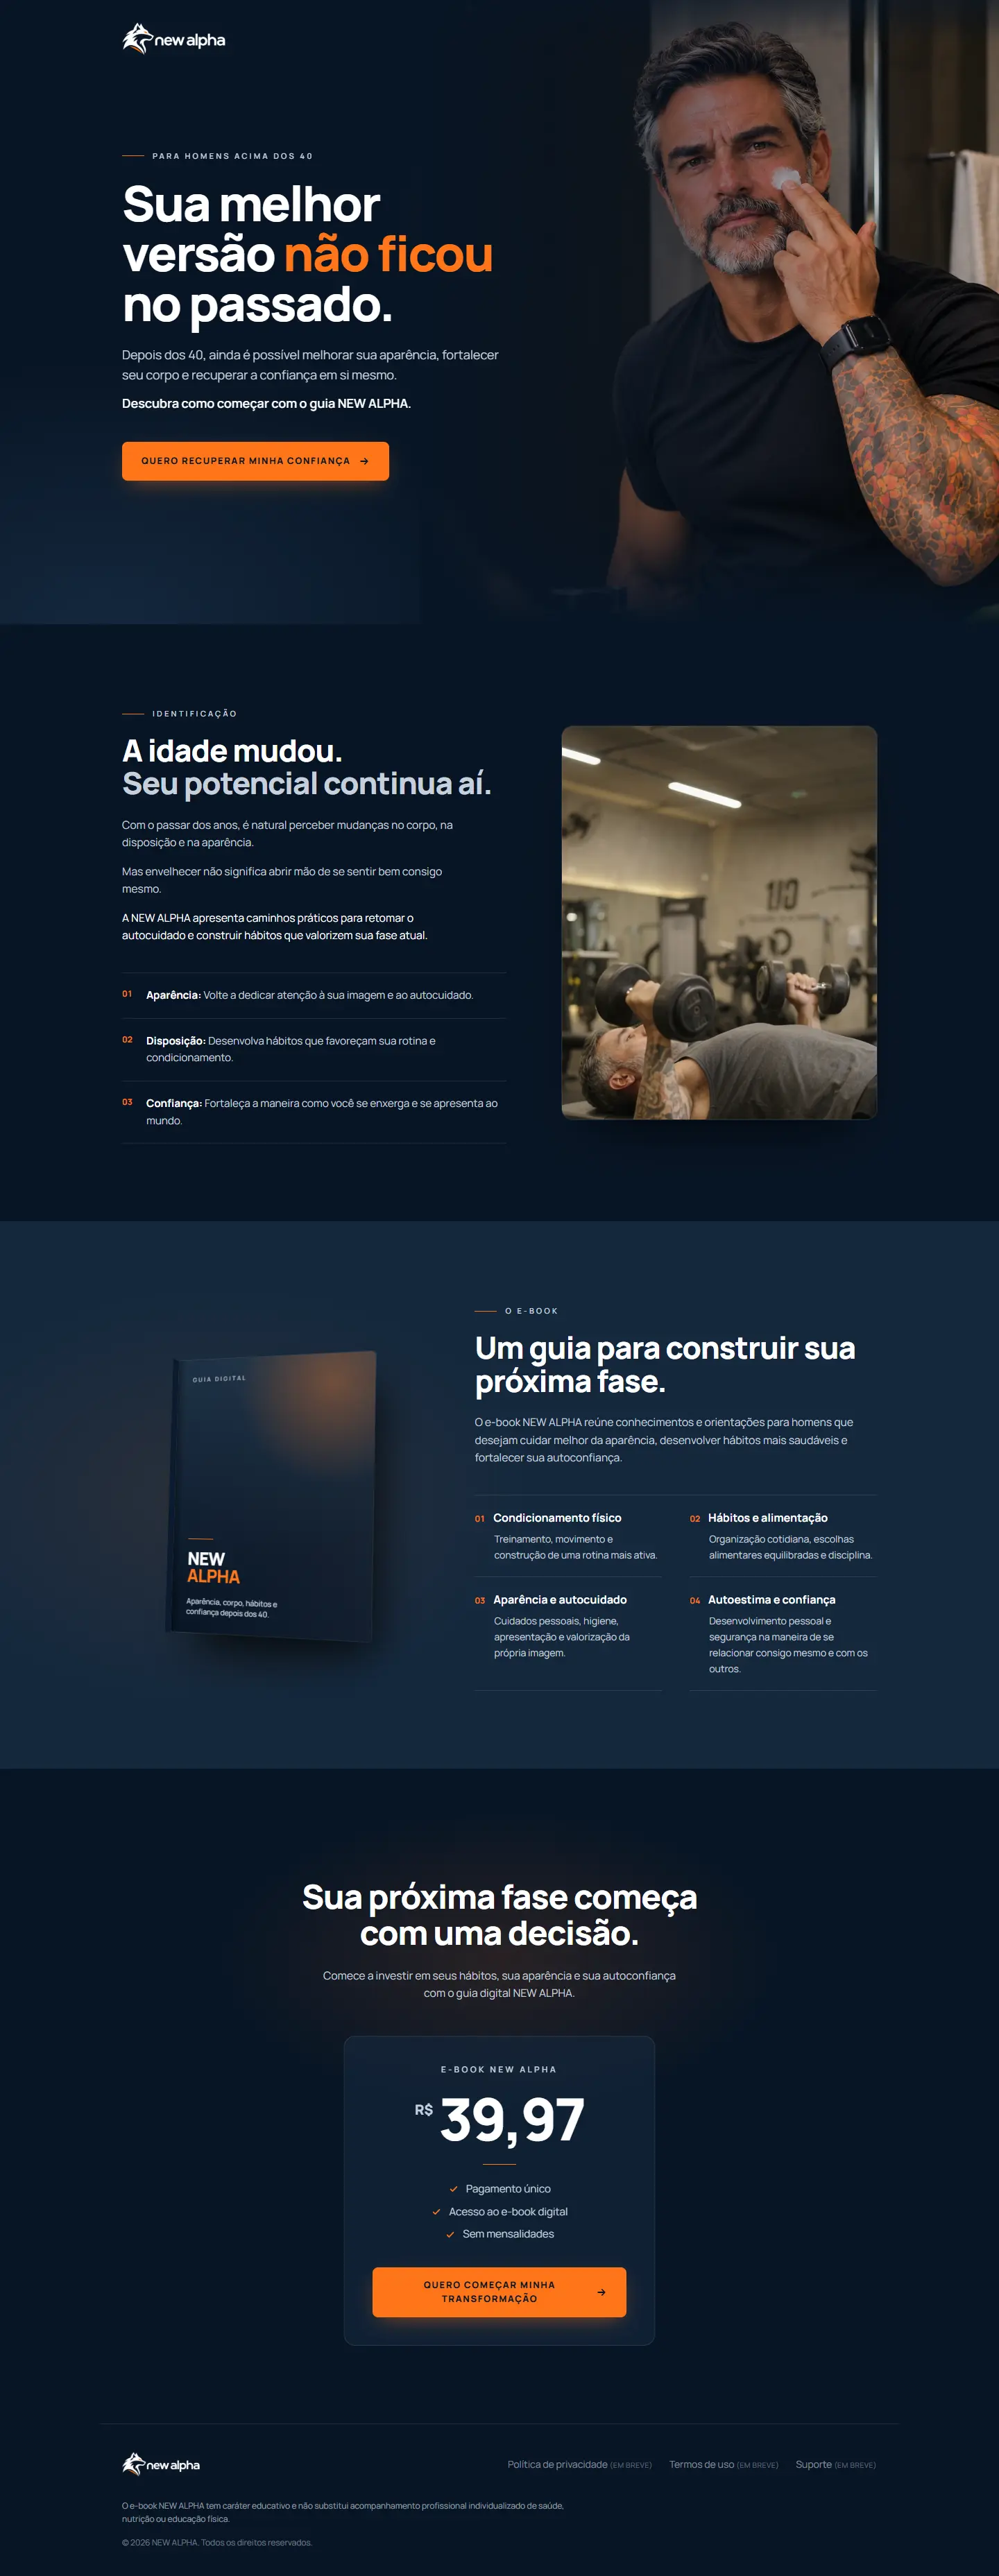 new alpha
PARA HOMENS ACIMA DOS 40
Sua melhor
versão não ficou
no passado.
Depois dos 40, ainda é possível melhorar sua aparência, fortalecer
seu corpo e recuperar a confiança em si mesmo.
Descubra como começar com o guia NEW ALPHA.
QUERO RECUPERAR MINHA CONFIANÇA →
IDENTIFICAÇÃO
A idade mudou.
Seu potencial continua aí.
Com o passar dos anos, é natural perceber mudanças no corpo, na
disposição e na aparência.
Mas envelhecer não significa abrir mão de se sentir bem consigo
mesmo.
A NEW ALPHA apresenta caminhos práticos para retomar o
autocuidado e construir hábitos que valorizem sua fase atual.
01 Aparência: Volte a dedicar atenção à sua imagem e ao autocuidado.
02 Disposição: Desenvolva hábitos que favoreçam sua rotina e
condicionamento.
03 Confiança: Fortaleça a maneira como você se enxerga e se apresenta ao
mundo.
GUIA DIGITAL
NEW
ALPHA
Aparência, corpo, hábitos e
confiança depois dos 40.
O E-BOOK
Um guia para construir sua
próxima fase.
O e-book NEW ALPHA reúne conhecimentos e orientações para homens que
desejam cuidar melhor da aparência, desenvolver hábitos mais saudáveis e
fortalecer sua autoconfiança.
01 Condicionamento físico
Treinamento, movimento e
construção de uma rotina mais ativa.
02 Hábitos e alimentação
Organização cotidiana, escolhas
alimentares equilibradas e disciplina.
03 Aparência e autocuidado
Cuidados pessoais, higiene,
apresentação e valorização da
própria imagem.
04 Autoestima e confiança
Desenvolvimento pessoal e
segurança na maneira de se
relacionar consigo mesmo e com os
outros.
Sua próxima fase começa
com uma decisão.
Comece a investir em seus hábitos, sua aparência e sua autoconfiança
com o guia digital NEW ALPHA.
E-BOOK NEW ALPHA
R$ 39,97
✓ Pagamento único
✓ Acesso ao e-book digital
✓ Sem mensalidades
QUERO COMEÇAR MINHA
TRANSFORMAÇÃO →
new alpha
Política de privacidade (EM BREVE) Termos de uso (EM BREVE) Suporte (EM BREVE)
O e-book NEW ALPHA tem caráter educativo e não substitui acompanhamento profissional individualizado de saúde,
nutrição ou educação física.
© 2026 NEW ALPHA. Todos os direitos reservados.